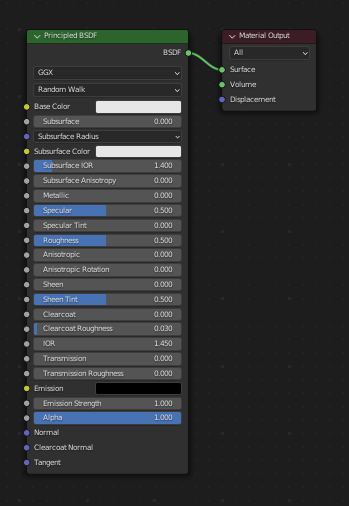 Principled BSDF
BSDF
GGX
Random Walk
Base Color
Subsurface 0.000
Subsurface Radius
Subsurface Color
Subsurface IOR 1.400
Subsurface Anisotropy 0.000
Metallic 0.000
Specular 0.500
Specular Tint 0.000
Roughness 0.500
Anisotropic 0.000
Anisotropic Rotation 0.000
Sheen 0.000
Sheen Tint 0.500
Clearcoat 0.000
Clearcoat Roughness 0.030
IOR 1.450
Transmission 0.000
Transmission Roughness 0.000
Emission
Emission Strength 1.000
Alpha 1.000
Normal
Clearcoat Normal
Tangent
Material Output
All
Surface
Volume
Displacement